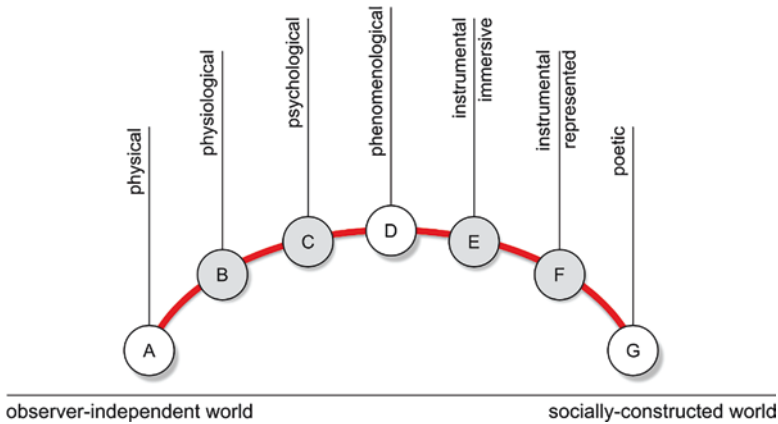 physical
physiological
psychological
phenomenological
instrumental
immersive
instrumental
represented
poetic
A
B
C
D
E
F
G
observer-independent world
socially-constructed world